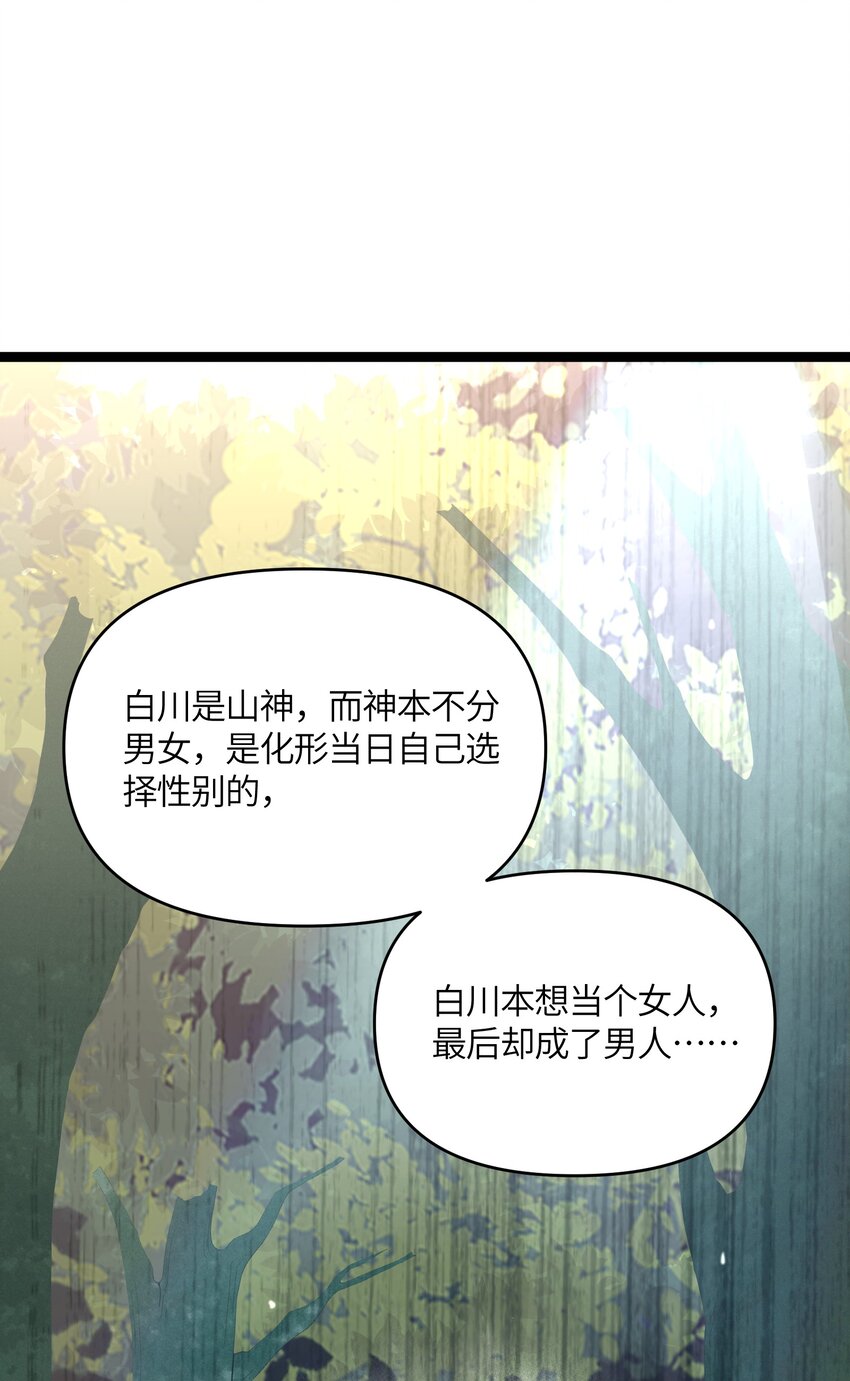 白川是山神，而神本不分
男女，是化形当日自己选
择性别的，
白川本想当个女人，
最后却成了男人……